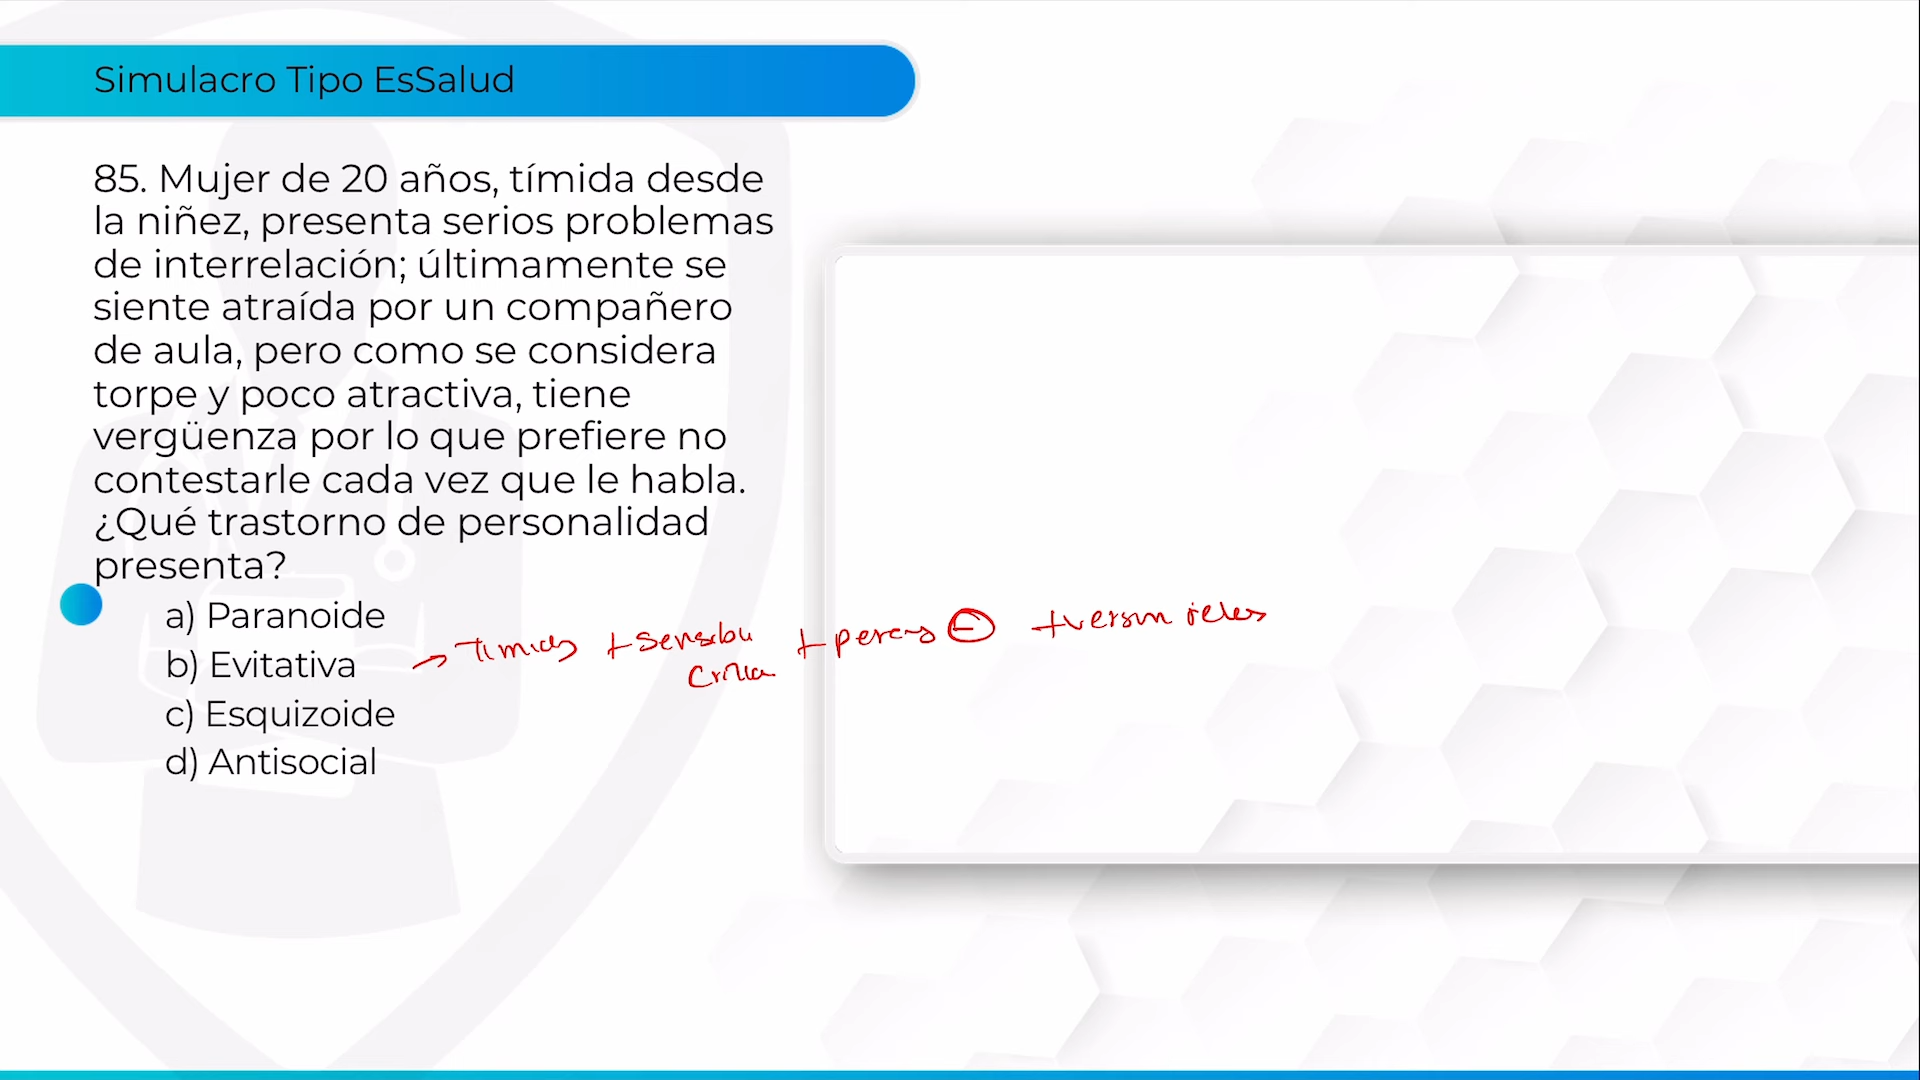 Simulacro Tipo EsSalud
85. Mujer de 20 años, tímida desde
la niñez, presenta serios problemas
de interrelación; últimamente se
siente atraída por un compañero
de aula, pero como se considera
torpe y poco atractiva, tiene
vergüenza por lo que prefiere no
contestarle cada vez que le habla.
¿Qué trastorno de personalidad
presenta?
a) Paranoide
b) Evitativa
c) Esquizoide
d) Antisocial